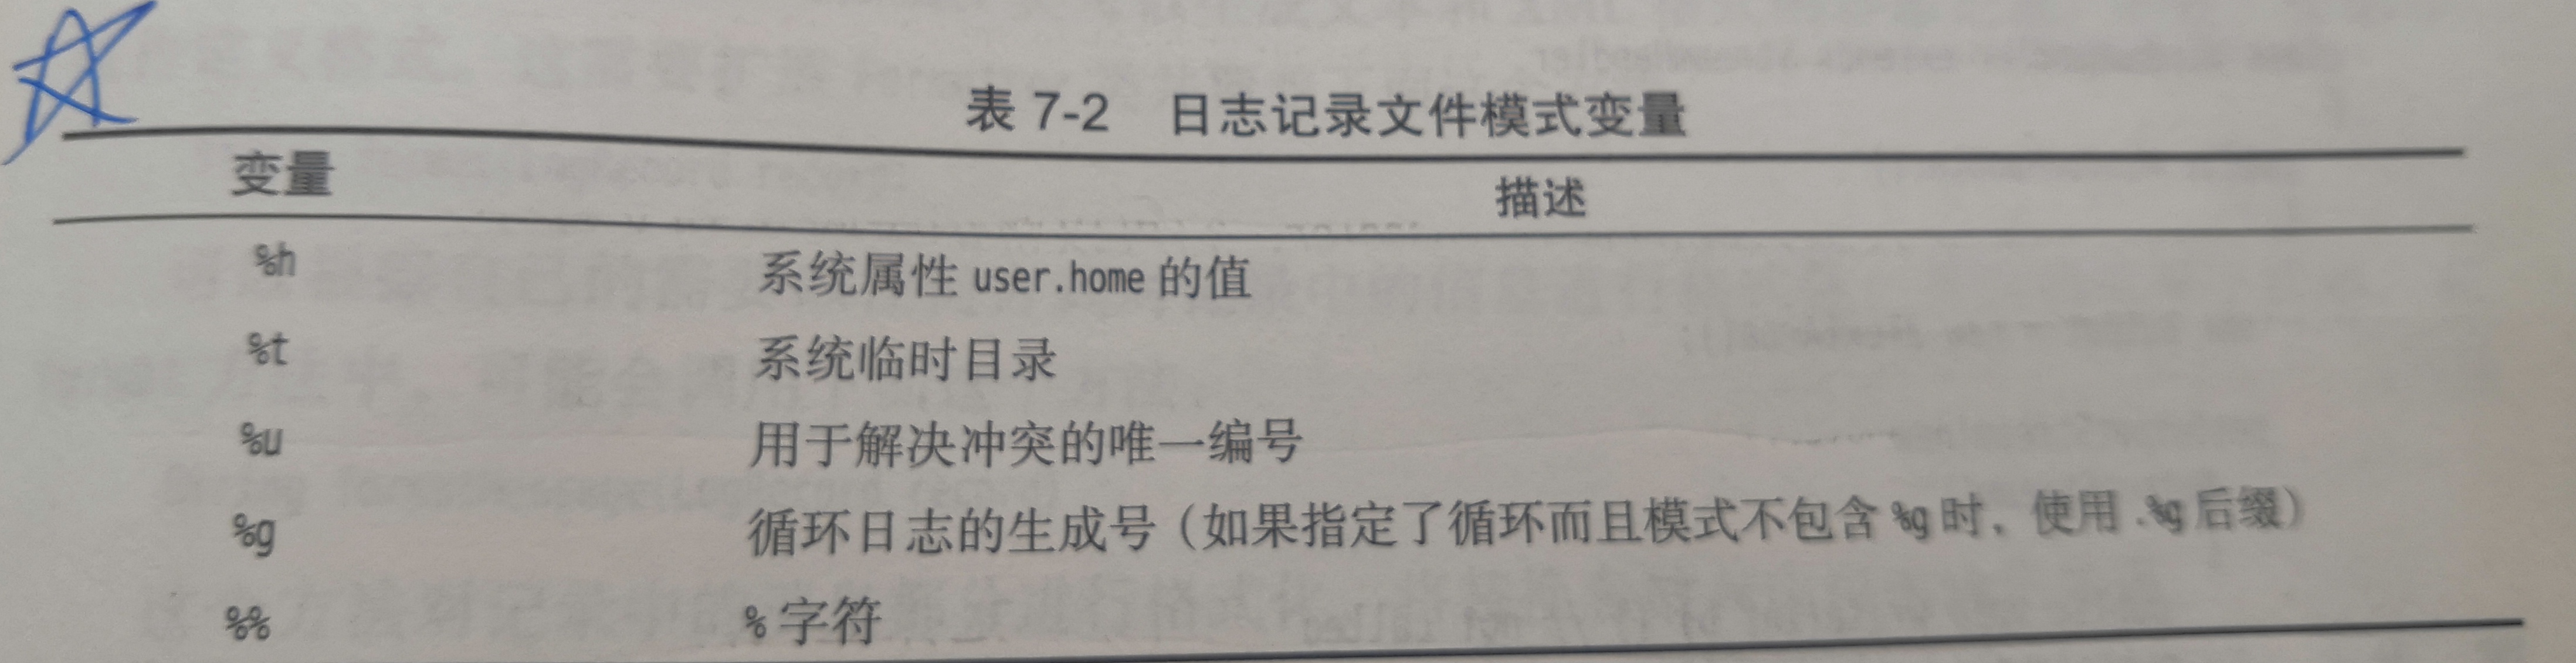 表 7-2 日志记录文件模式变量
变量 描述
%h 系统属性 user.home 的值
%t 系统临时目录
%u 用于解决冲突的唯一编号
%g 循环日志的生成号（如果指定了循环而且模式不包含 %g 时，使用 .%g 后缀）
%% % 字符